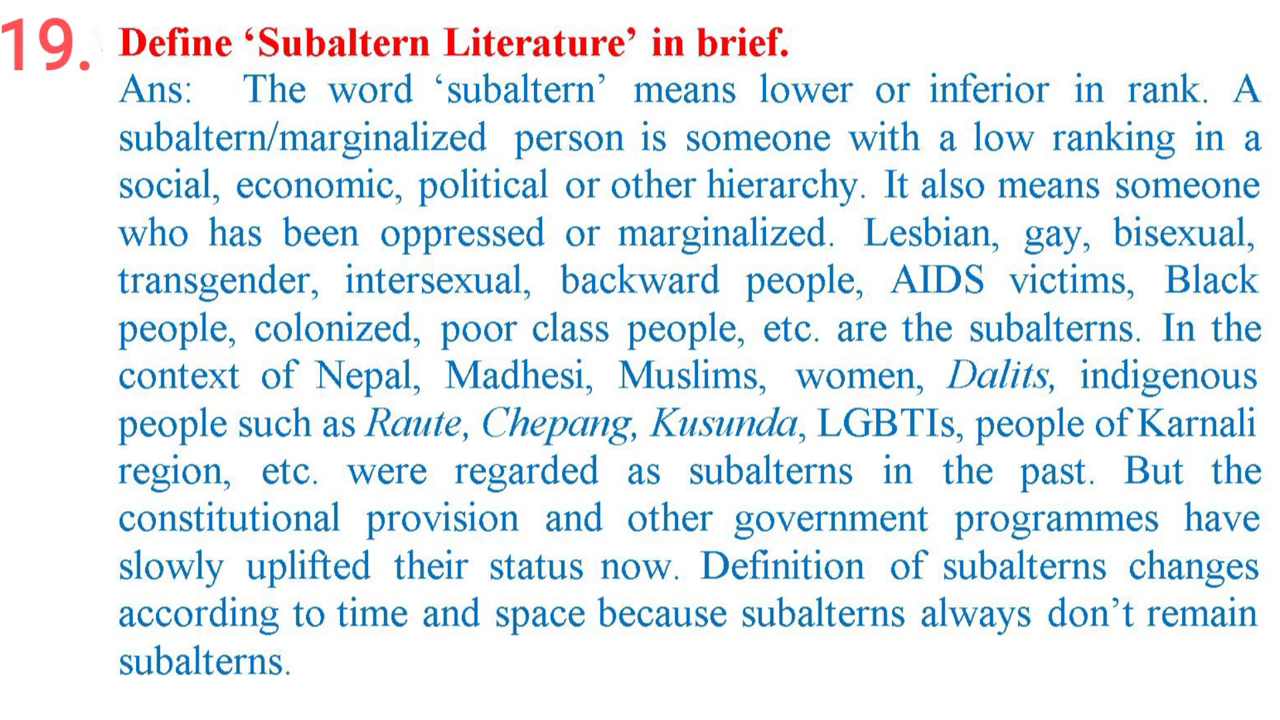 19. Define ‘Subaltern Literature’ in brief.
Ans: The word ‘subaltern’ means lower or inferior in rank. A
subaltern/marginalized person is someone with a low ranking in a
social, economic, political or other hierarchy. It also means someone
who has been oppressed or marginalized. Lesbian, gay, bisexual,
transgender, intersexual, backward people, AIDS victims, Black
people, colonized, poor class people, etc. are the subalterns. In the
context of Nepal, Madhesi, Muslims, women, Dalits, indigenous
people such as Raute, Chepang, Kusunda, LGBTIs, people of Karnali
region, etc. were regarded as subalterns in the past. But the
constitutional provision and other government programmes have
slowly uplifted their status now. Definition of subalterns changes
according to time and space because subalterns always don’t remain
subalterns.